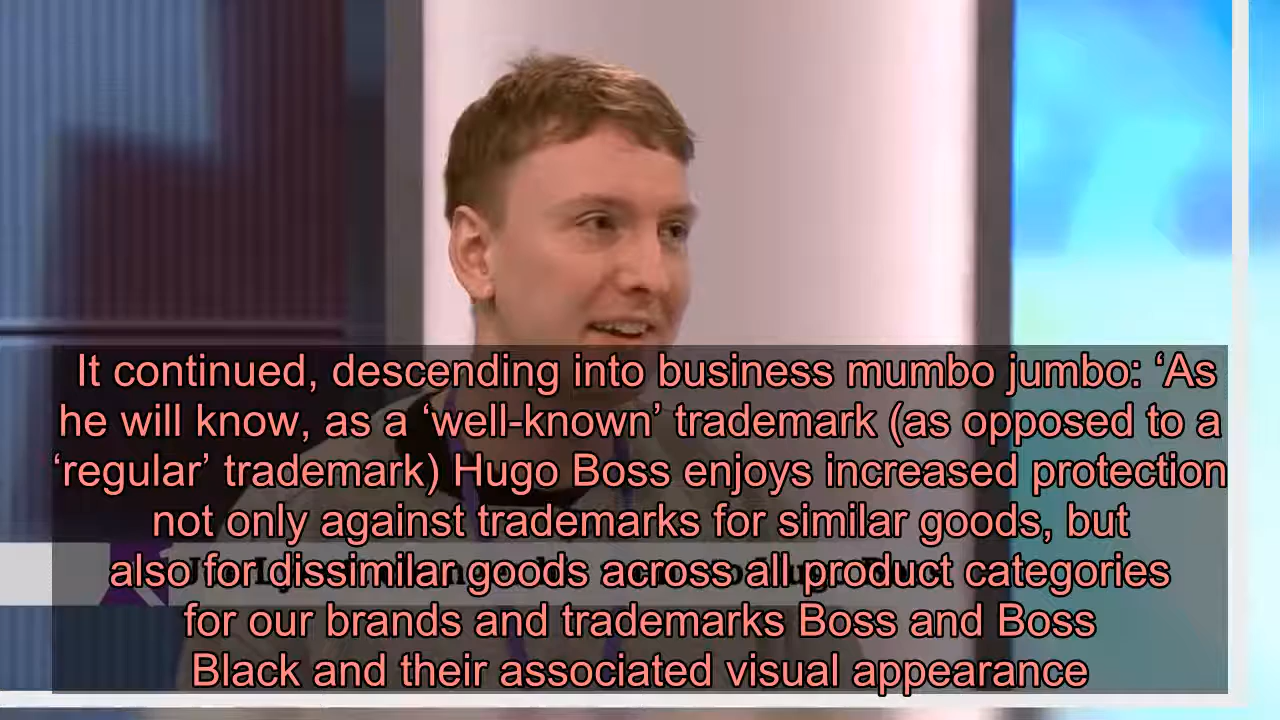 It continued, descending into business mumbo jumbo: ‘As
he will know, as a ‘well-known’ trademark (as opposed to a
‘regular’ trademark) Hugo Boss enjoys increased protection
not only against trademarks for similar goods, but
also for dissimilar goods across all product categories
for our brands and trademarks Boss and Boss
Black and their associated visual appearance